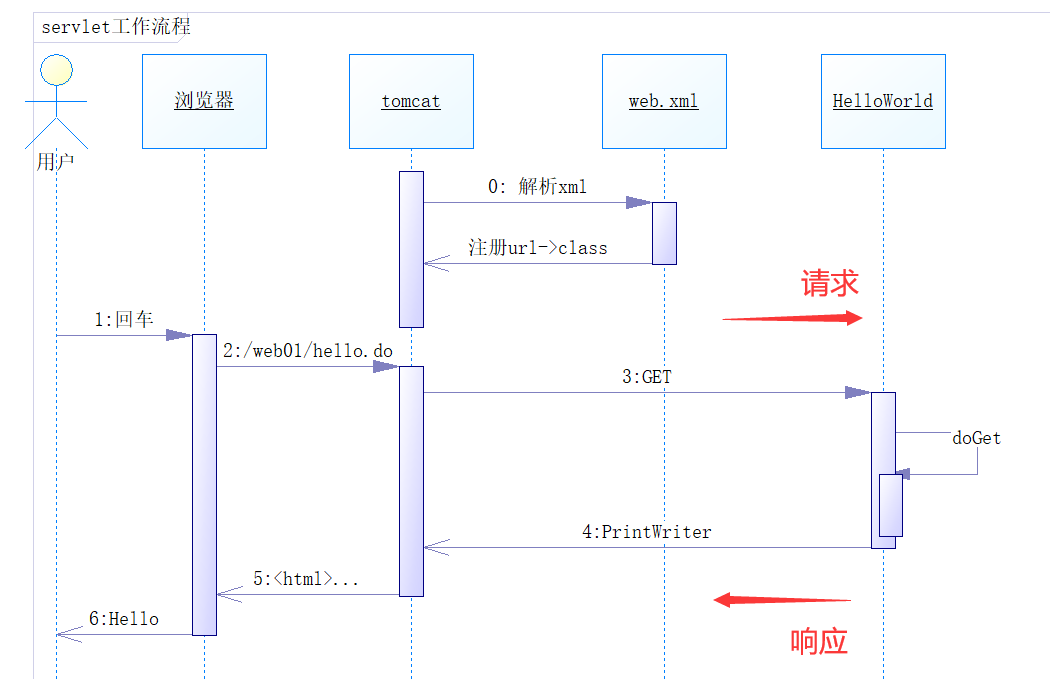 servlet工作流程
用户
浏览器
tomcat
web.xml
HelloWorld
0: 解析xml
注册url->class
请求
1:回车
2:/web01/hello.do
3:GET
doGet
4:PrintWriter
5:<html>...
响应
6:Hello